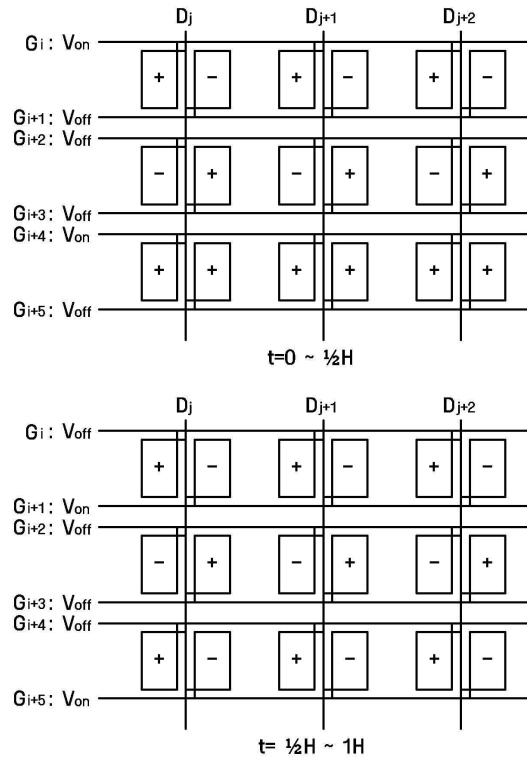 Dj Dj+1 Dj+2
Gi : Von
+ − + − + −
Gi+1: Voff
Gi+2: Voff
− + − + − +
Gi+3: Voff
Gi+4: Von
+ + + + + +
Gi+5: Voff
t=0 ~ ½H
Dj Dj+1 Dj+2
Gi : Voff
+ − + − + −
Gi+1: Von
Gi+2: Voff
− + − + − +
Gi+3: Voff
Gi+4: Voff
+ − + − + −
Gi+5: Von
t= ½H ~ 1H